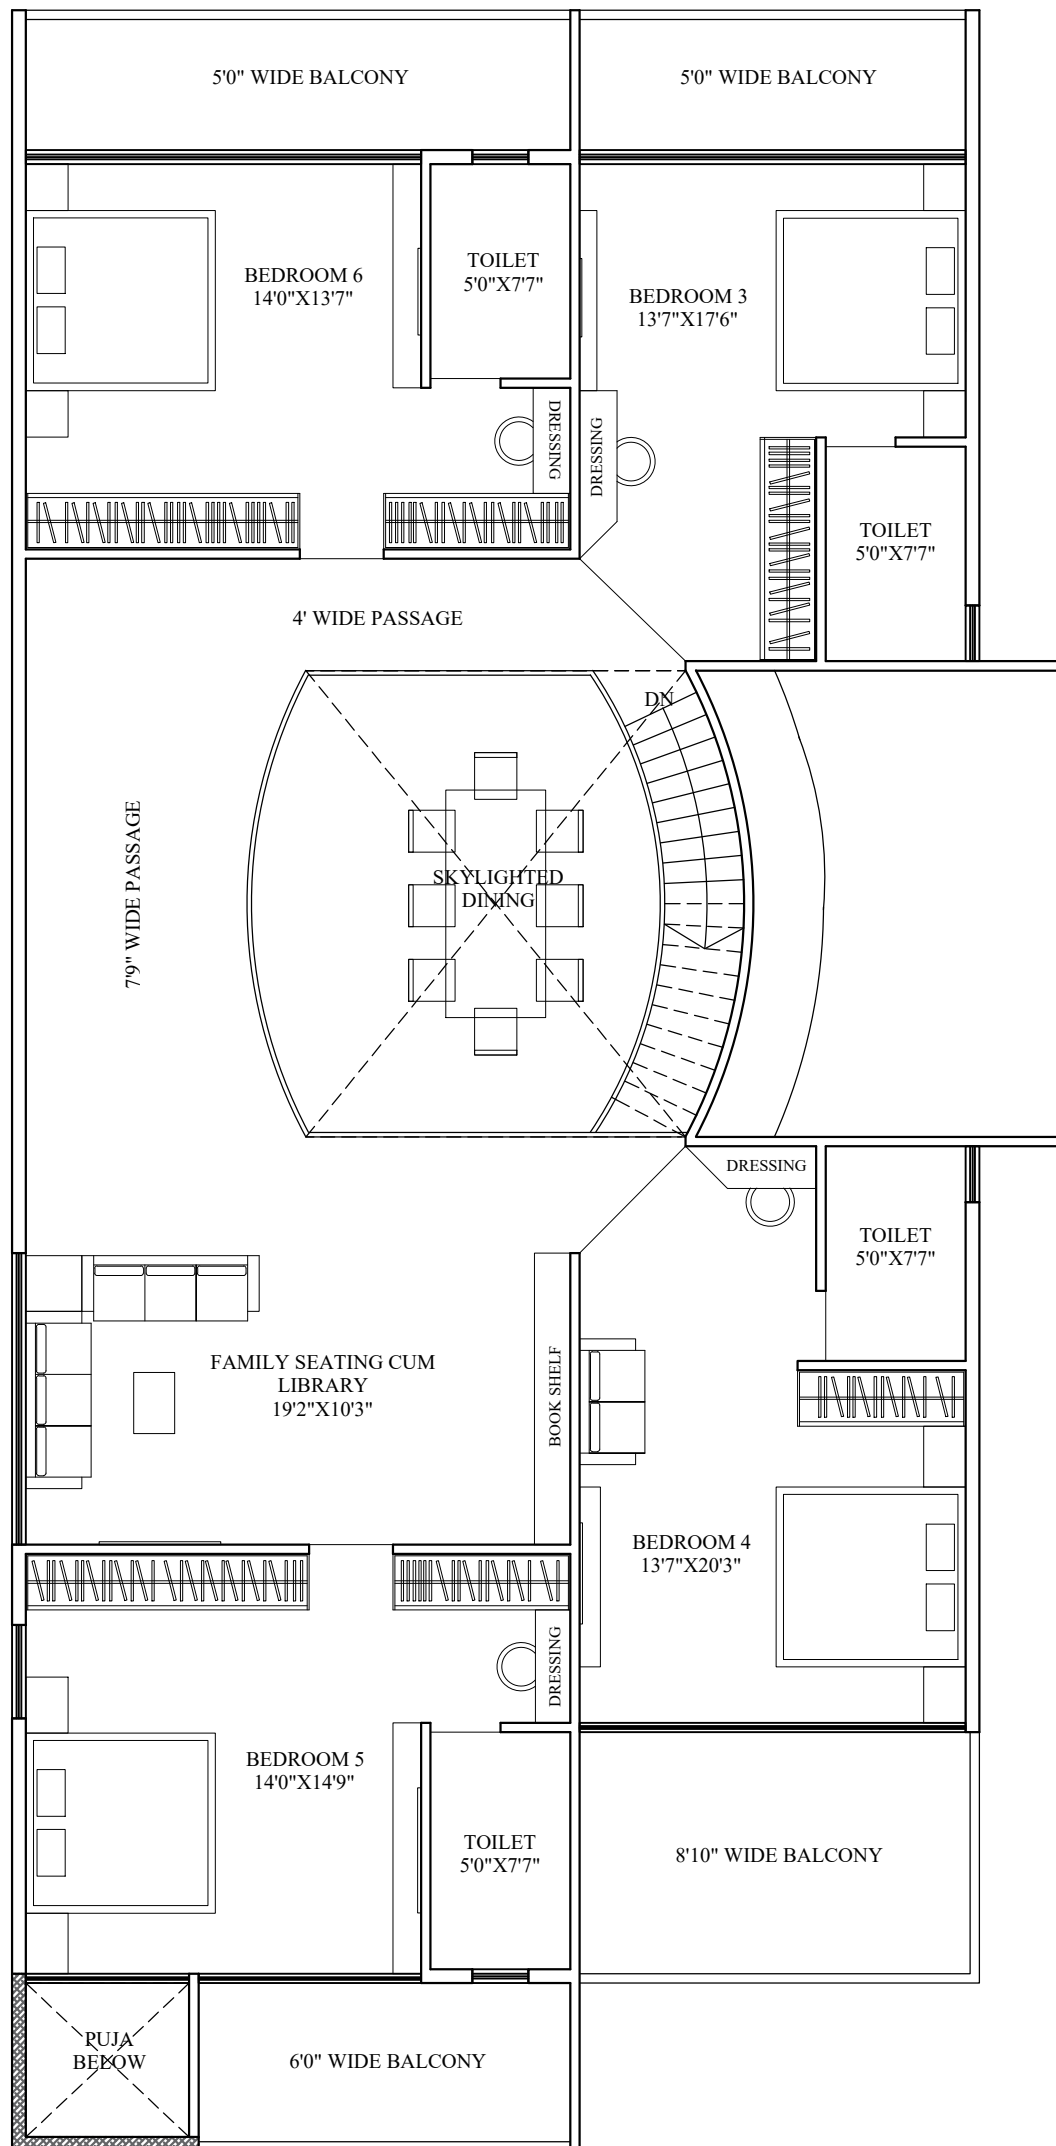 5'0" WIDE BALCONY
5'0" WIDE BALCONY
BEDROOM 6
14'0"X13'7"
TOILET
5'0"X7'7"
BEDROOM 3
13'7"X17'6"
DRESSING
DRESSING
TOILET
5'0"X7'7"
4' WIDE PASSAGE
DN
7'9" WIDE PASSAGE
SKYLIGHTED
DINING
DRESSING
TOILET
5'0"X7'7"
FAMILY SEATING CUM
LIBRARY
19'2"X10'3"
BOOK SHELF
BEDROOM 4
13'7"X20'3"
DRESSING
BEDROOM 5
14'0"X14'9"
TOILET
5'0"X7'7"
8'10" WIDE BALCONY
PUJA
BELOW
6'0" WIDE BALCONY